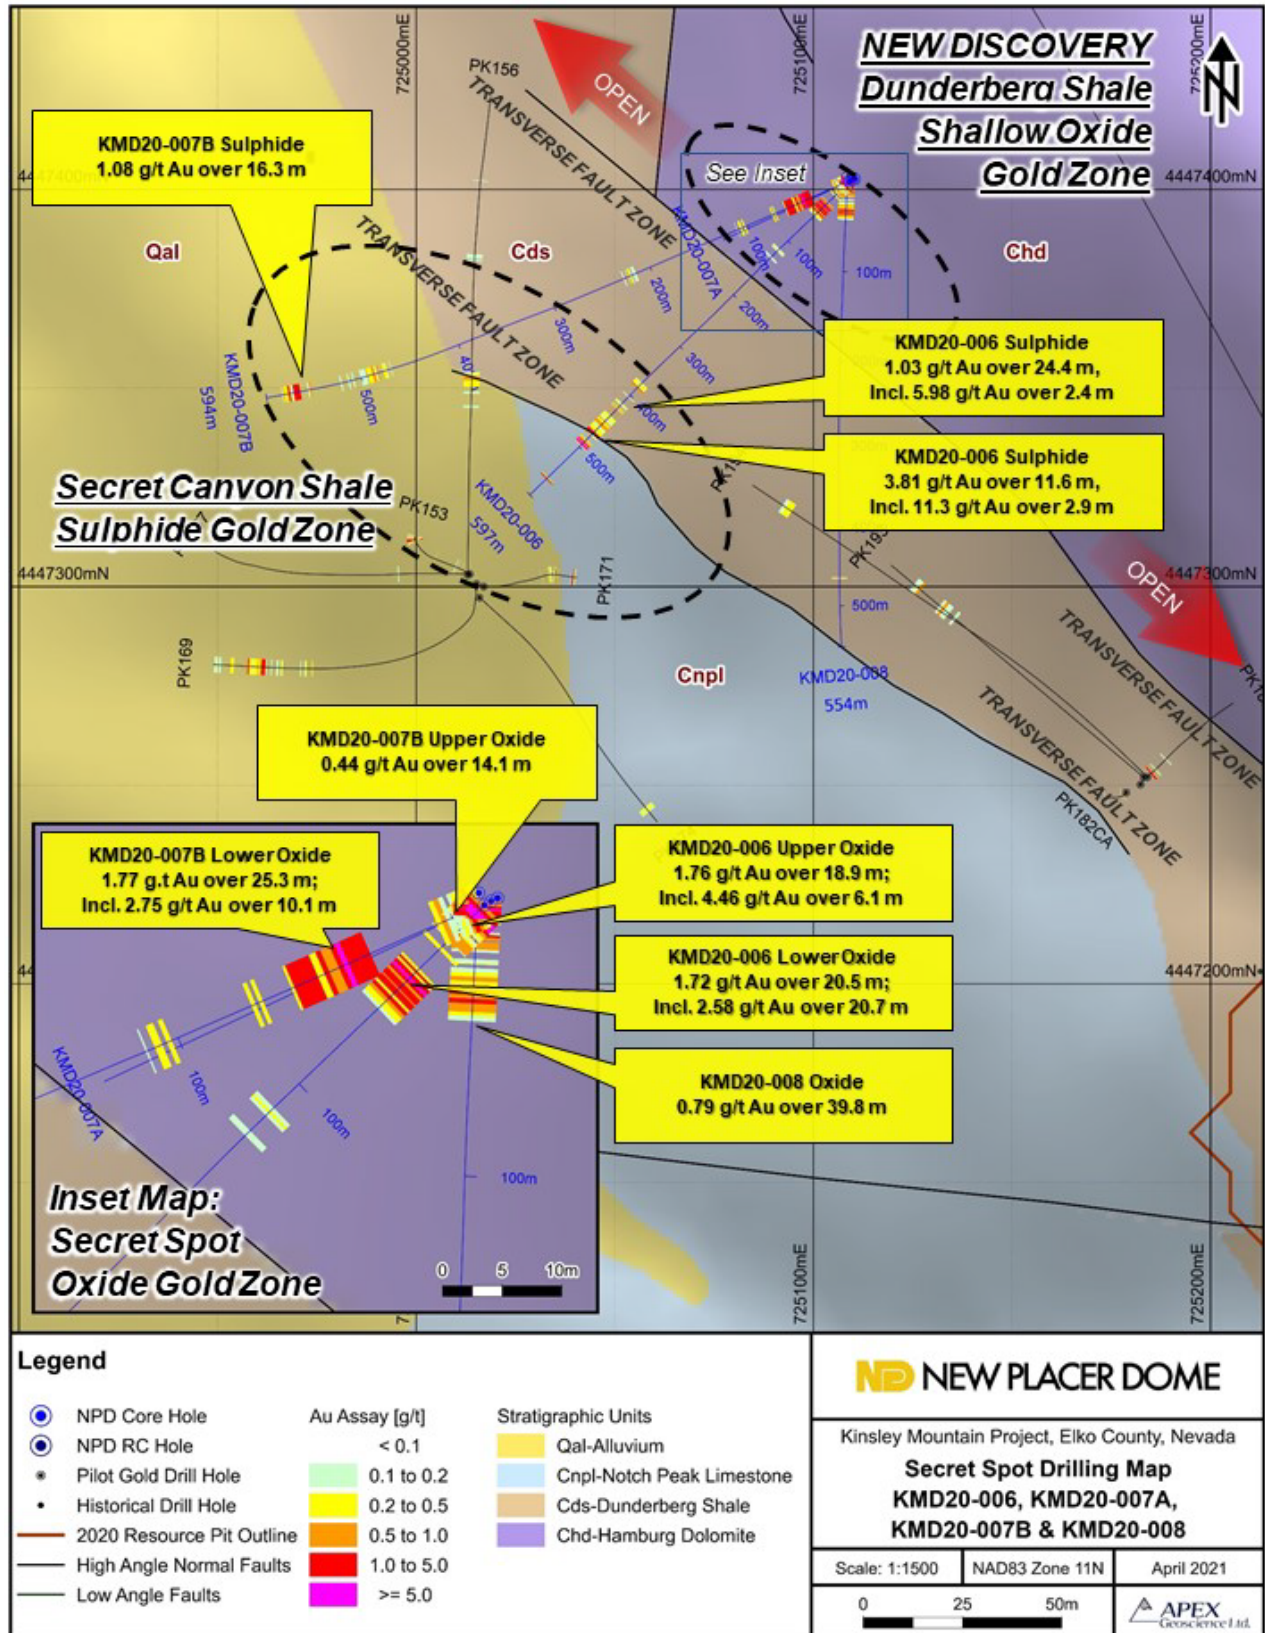 NEW DISCOVERY
Dunderberg Shale
Shallow Oxide
Gold Zone
N
725000mE
725100mE
725200mE
PK156
OPEN
TRANSVERSE FAULT ZONE
KMD20-007B Sulphide
1.08 g/t Au over 16.3 m
4447400mN
4447400mN
See Inset
TRANSVERSE FAULT ZONE
KMD20-007A
Qal
Cds
Chd
100m
100m
100m
200m
200m
300m
300m
KMD20-006 Sulphide
1.03 g/t Au over 24.4 m,
Incl. 5.98 g/t Au over 2.4 m
KMD20-007B
594m
500m
40
400m
500m
KMD20-006 Sulphide
3.81 g/t Au over 11.6 m,
Incl. 11.3 g/t Au over 2.9 m
Secret Canyon Shale
Sulphide Gold Zone
PK153
KMD20-006
597m
PK193
PK171
4447300mN
4447300mN
500m
OPEN
TRANSVERSE FAULT ZONE
PK169
Cnpl
KMD20-008
554m
TRANSVERSE FAULT ZONE
PK182CA
KMD20-007B Upper Oxide
0.44 g/t Au over 14.1 m
KMD20-007B Lower Oxide
1.77 g.t Au over 25.3 m;
Incl. 2.75 g/t Au over 10.1 m
KMD20-006 Upper Oxide
1.76 g/t Au over 18.9 m;
Incl. 4.46 g/t Au over 6.1 m
KMD20-006 Lower Oxide
1.72 g/t Au over 20.5 m;
Incl. 2.58 g/t Au over 20.7 m
4447200mN
KMD20-008 Oxide
0.79 g/t Au over 39.8 m
KMD20-007A
100m
100m
100m
Inset Map:
Secret Spot
Oxide Gold Zone
0 5 10m
725100mE
725200mE
Legend
NPD Core Hole
NPD RC Hole
Pilot Gold Drill Hole
Historical Drill Hole
2020 Resource Pit Outline
High Angle Normal Faults
Low Angle Faults
Au Assay [g/t]
< 0.1
0.1 to 0.2
0.2 to 0.5
0.5 to 1.0
1.0 to 5.0
>= 5.0
Stratigraphic Units
Qal-Alluvium
Cnpl-Notch Peak Limestone
Cds-Dunderberg Shale
Chd-Hamburg Dolomite
NPD NEW PLACER DOME
Kinsley Mountain Project, Elko County, Nevada
Secret Spot Drilling Map
KMD20-006, KMD20-007A,
KMD20-007B & KMD20-008
Scale: 1:1500
NAD83 Zone 11N
April 2021
0 25 50m
APEX
Geoscience Ltd.